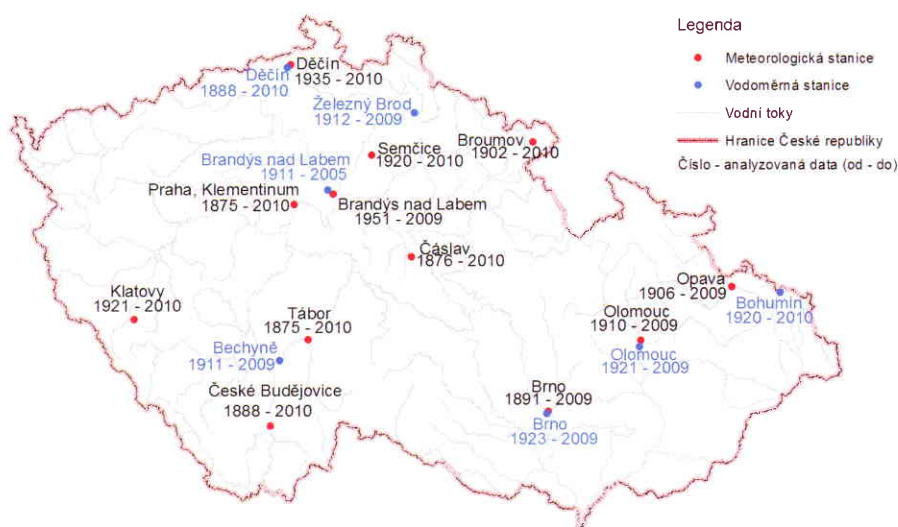 Legenda
Meteorologická stanice
Vodoměrná stanice
Vodní toky
Hranice České republiky
Číslo - analyzovaná data (od - do)
Děčín
1935 - 2010
Děčín
1888 - 2010
Železný Brod
1912 - 2009
Broumov
1902 - 2010
Semčice
1920 - 2010
Brandýs nad Labem
1911 - 2005
Praha, Klementinum
1875 - 2010
Brandýs nad Labem
1951 - 2009
Čáslav
1876 - 2010
Opava
1906 - 2009
Bohumín
1920 - 2010
Klatovy
1921 - 2010
Tábor
1875 - 2010
Olomouc
1910 - 2009
Olomouc
1921 - 2009
Bechyně
1911 - 2009
České Budějovice
1888 - 2010
Brno
1891 - 2009
Brno
1923 - 2009